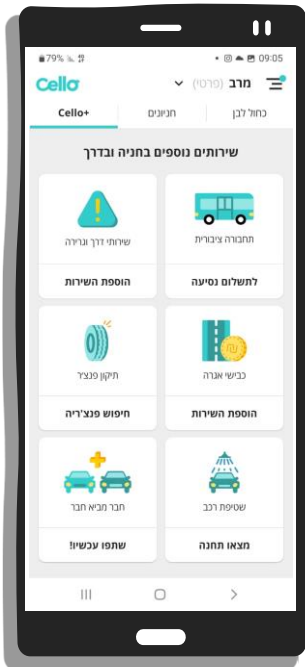 79% 09:05
Cello מרב (פרטי)
כחול לבן חניונים Cello+
שירותים נוספים בחניה ובדרך
תחבורה ציבורית שירותי דרך וגרירה
לתשלום נסיעה הוספת השירות
כבישי אגרה תיקון פנצ'ר
הוספת השירות חיפוש פנצ'ריה
שטיפת רכב חבר מביא חבר
מצאו תחנה שתפו עכשיו!